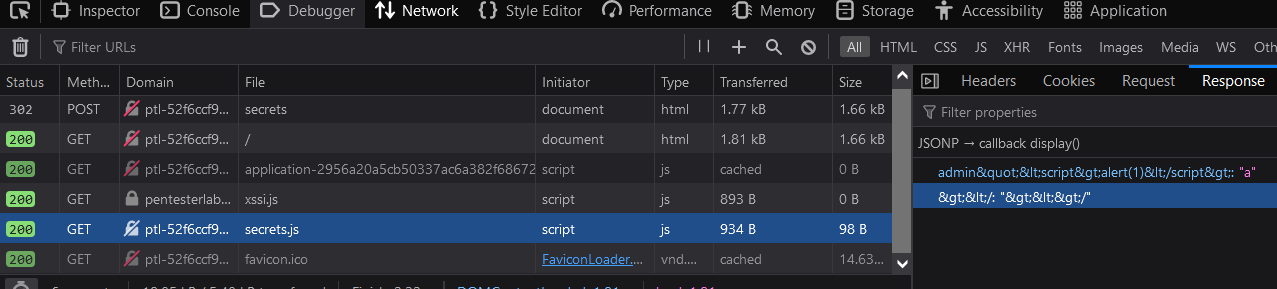 Inspector Console Debugger Network Style Editor Performance Memory Storage Accessibility Application
Filter URLs All HTML CSS JS XHR Fonts Images Media WS Oth
Status Meth... Domain File Initiator Type Transferred Size Headers Cookies Request Response
302 POST ptl-52f6ccf9... secrets document html 1.77 kB 1.66 kB
Filter properties
200 GET ptl-52f6ccf9... / document html 1.81 kB 1.66 kB
JSONP → callback display()
200 GET ptl-52f6ccf9... application-2956a20a5cb50337ac6a382f68672 script js cached 0 B
admin&quot;&lt;script&gt;alert(1)&lt;/script&gt;: "a"
200 GET pentesterlab... xssi.js script js 893 B 0 B
&gt;&lt;/: "&gt;&lt;&gt;/"
200 GET ptl-52f6ccf9... secrets.js script js 934 B 98 B
200 GET ptl-52f6ccf9... favicon.ico FaviconLoader.... vnd.... cached 14.63...